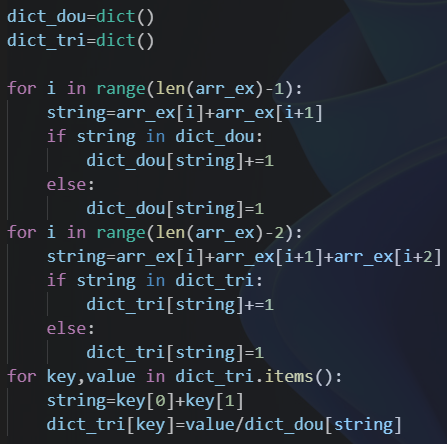 dict_dou=dict()
dict_tri=dict()

for i in range(len(arr_ex)-1):
    string=arr_ex[i]+arr_ex[i+1]
    if string in dict_dou:
        dict_dou[string]+=1
    else:
        dict_dou[string]=1
for i in range(len(arr_ex)-2):
    string=arr_ex[i]+arr_ex[i+1]+arr_ex[i+2]
    if string in dict_tri:
        dict_tri[string]+=1
    else:
        dict_tri[string]=1
for key,value in dict_tri.items():
    string=key[0]+key[1]
    dict_tri[key]=value/dict_dou[string]